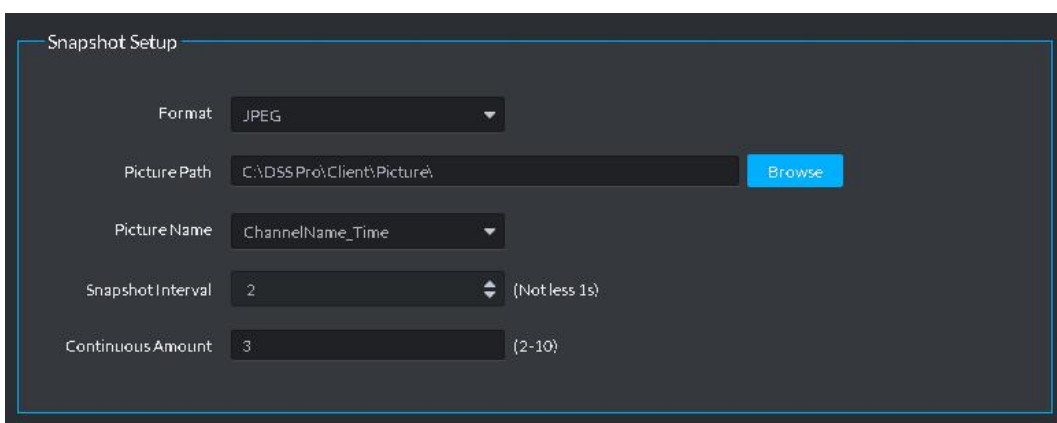 Snapshot Setup
Format JPEG
Picture Path C:\DSS Pro\Client\Picture\ Browse
Picture Name ChannelName_Time
Snapshot Interval 2 (Not less 1s)
Continuous Amount 3 (2-10)